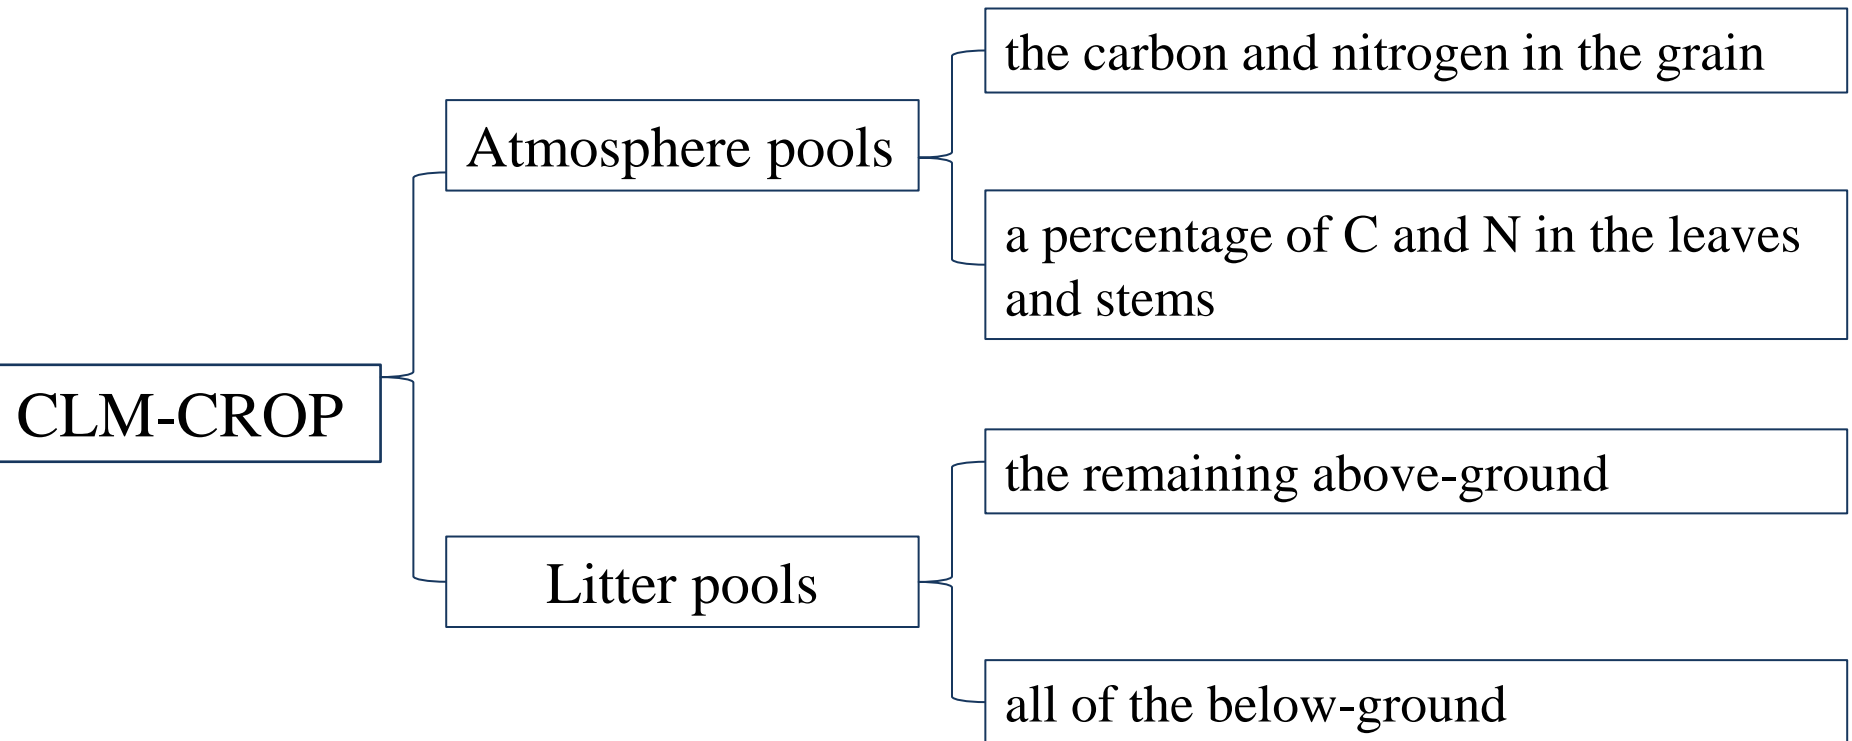 the carbon and nitrogen in the grain
Atmosphere pools
a percentage of C and N in the leaves
and stems
CLM-CROP
the remaining above-ground
Litter pools
all of the below-ground